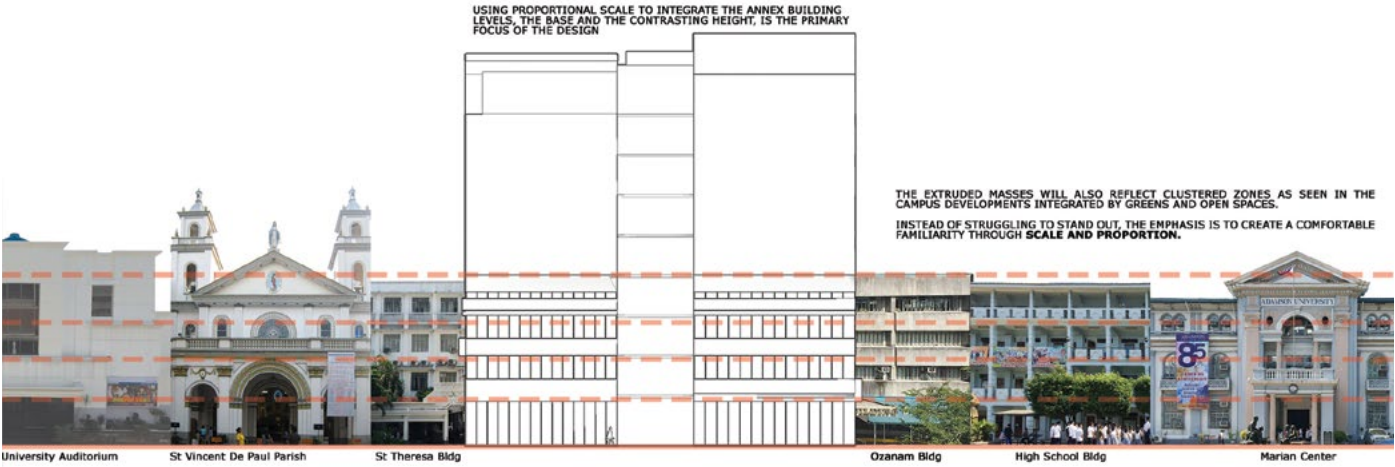 USING PROPORTIONAL SCALE TO INTEGRATE THE ANNEX BUILDING
LEVELS, THE BASE AND THE CONTRASTING HEIGHT, IS THE PRIMARY
FOCUS OF THE DESIGN
THE EXTRUDED MASSES WILL ALSO REFLECT CLUSTERED ZONES AS SEEN IN THE
CAMPUS DEVELOPMENTS INTEGRATED BY GREENS AND OPEN SPACES.
INSTEAD OF STRUGGLING TO STAND OUT, THE EMPHASIS IS TO CREATE A COMFORTABLE
FAMILIARITY THROUGH SCALE AND PROPORTION.
ADAMSON UNIVERSITY
85
University Auditorium
St Vincent De Paul Parish
St Theresa Bldg
Ozanam Bldg
High School Bldg
Marian Center